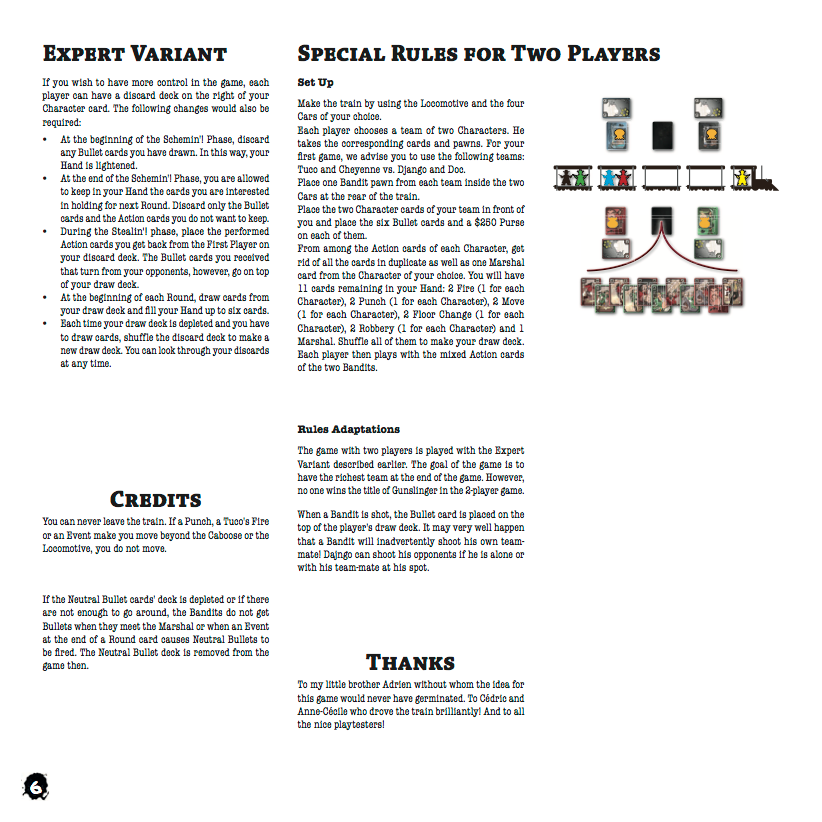 EXPERT VARIANT
If you wish to have more control in the game, each
player can have a discard deck on the right of your
Character card. The following changes would also be
required:
• At the beginning of the Schemin'! Phase, discard
any Bullet cards you have drawn. In this way, your
Hand is lightened.
• At the end of the Schemin'! Phase, you are allowed
to keep in your Hand the cards you are interested
in holding for next Round. Discard only the Bullet
cards and the Action cards you do not want to keep.
• During the Stealin'! phase, place the performed
Action cards you get back from the First Player on
your discard deck. The Bullet cards you received
that turn from your opponents, however, go on top
of your draw deck.
• At the beginning of each Round, draw cards from
your draw deck and fill your Hand up to six cards.
• Each time your draw deck is depleted and you have
to draw cards, shuffle the discard deck to make a
new draw deck. You can look through your discards
at any time.
CREDITS
You can never leave the train. If a Punch, a Tuco's Fire
or an Event make you move beyond the Caboose or the
Locomotive, you do not move.
If the Neutral Bullet cards' deck is depleted or if there
are not enough to go around, the Bandits do not get
Bullets when they meet the Marshal or when an Event
at the end of a Round card causes Neutral Bullets to
be fired. The Neutral Bullet deck is removed from the
game then.
SPECIAL RULES FOR TWO PLAYERS
Set Up
Make the train by using the Locomotive and the four
Cars of your choice.
Each player chooses a team of two Characters. He
takes the corresponding cards and pawns. For your
first game, we advise you to use the following teams:
Tuco and Cheyenne vs. Django and Doc.
Place one Bandit pawn from each team inside the two
Cars at the rear of the train.
Place the two Character cards of your team in front of
you and place the six Bullet cards and a $250 Purse
on each of them.
From among the Action cards of each Character, get
rid of all the cards in duplicate as well as one Marshal
card from the Character of your choice. You will have
11 cards remaining in your Hand: 2 Fire (1 for each
Character), 2 Punch (1 for each Character), 2 Move
(1 for each Character), 2 Floor Change (1 for each
Character), 2 Robbery (1 for each Character) and 1
Marshal. Shuffle all of them to make your draw deck.
Each player then plays with the mixed Action cards
of the two Bandits.
Rules Adaptations
The game with two players is played with the Expert
Variant described earlier. The goal of the game is to
have the richest team at the end of the game. However,
no one wins the title of Gunslinger in the 2-player game.
When a Bandit is shot, the Bullet card is placed on the
top of the player's draw deck. It may very well happen
that a Bandit will inadvertently shoot his own team-
mate! Dajngo can shoot his opponents if he is alone or
with his team-mate at his spot.
THANKS
To my little brother Adrien without whom the idea for
this game would never have germinated. To Cédric and
Anne-Cécile who drove the train brilliantly! And to all
the nice playtesters!
6